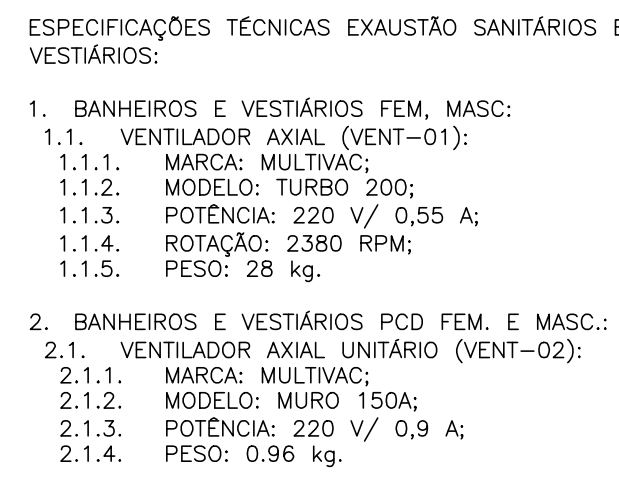 ESPECIFICAÇÕES TÉCNICAS EXAUSTÃO SANITÁRIOS E
VESTIÁRIOS:
1. BANHEIROS E VESTIÁRIOS FEM, MASC:
1.1. VENTILADOR AXIAL (VENT-01):
1.1.1. MARCA: MULTIVAC;
1.1.2. MODELO: TURBO 200;
1.1.3. POTÊNCIA: 220 V/ 0,55 A;
1.1.4. ROTAÇÃO: 2380 RPM;
1.1.5. PESO: 28 kg.
2. BANHEIROS E VESTIÁRIOS PCD FEM. E MASC.:
2.1. VENTILADOR AXIAL UNITÁRIO (VENT-02):
2.1.1. MARCA: MULTIVAC;
2.1.2. MODELO: MURO 150A;
2.1.3. POTÊNCIA: 220 V/ 0,9 A;
2.1.4. PESO: 0.96 kg.